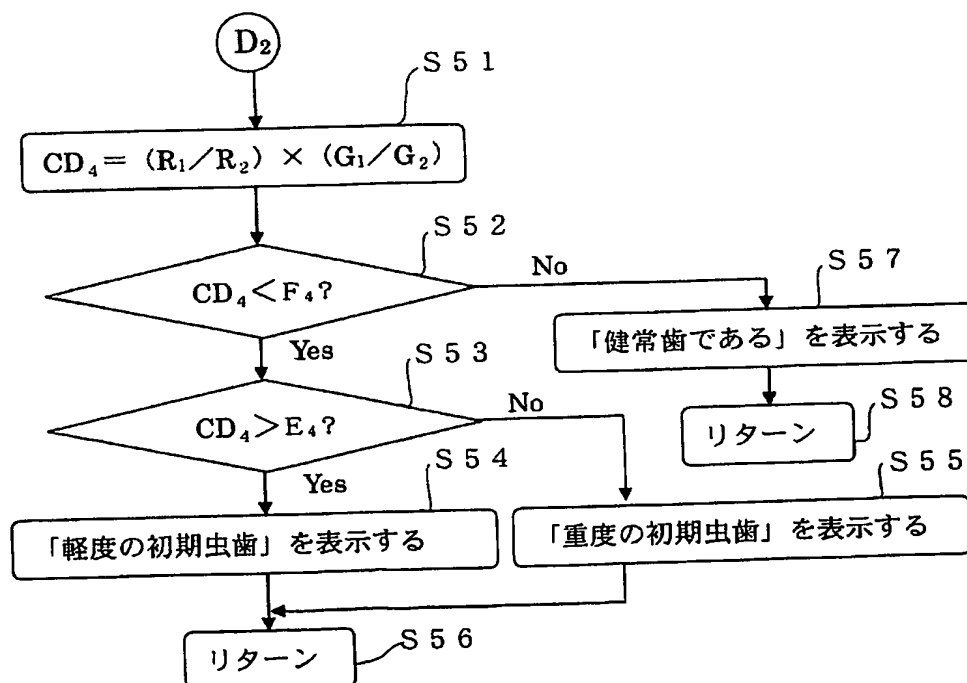 D₂
S５１
CD₄＝（R₁／R₂）×（G₁／G₂）
S５２
CD₄＜F₄？
No
S５７
「健常歯である」を表示する
Yes
S５３
CD₄＞E₄？
No
S５８
リターン
Yes
S５４
S５５
「軽度の初期虫歯」を表示する
「重度の初期虫歯」を表示する
S５６
リターン